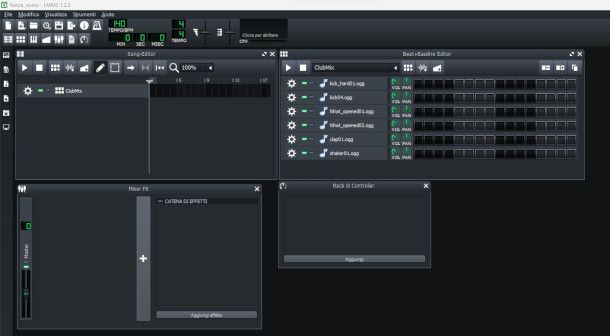 Senza_nome - LMMS 1.2.2
File Modifica Visualizza Strumenti Aiuto
140
TEMPO/BPM
4
4
TEMPO
0 0 0
MIN SEC MSEC
Clicca per abilitare
CPU
Song-Editor
100%
1 5 9 13 17
ClubMix
Beat+Bassline Editor
ClubMix
kick_hard01.ogg
VOL PAN
kick04.ogg
VOL PAN
hihat_opened01.ogg
VOL PAN
hihat_opened02.ogg
VOL PAN
clap01.ogg
VOL PAN
shaker01.ogg
VOL PAN
Mixer FX
0
Master
CATENA DI EFFETTI
Aggiungi effetto
Rack di Controller
Aggiungi